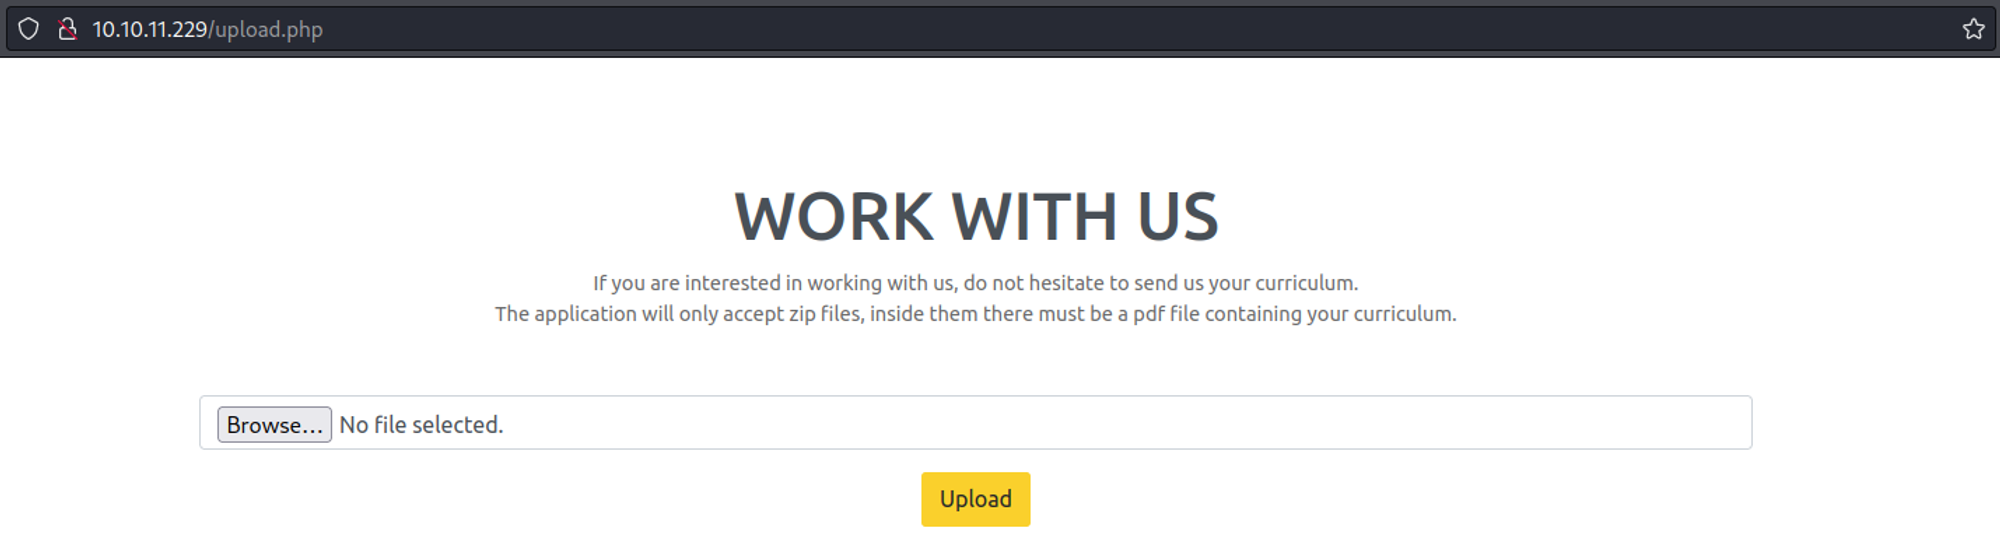 10.10.11.229/upload.php
WORK WITH US
If you are interested in working with us, do not hesitate to send us your curriculum.
The application will only accept zip files, inside them there must be a pdf file containing your curriculum.
Browse... No file selected.
Upload